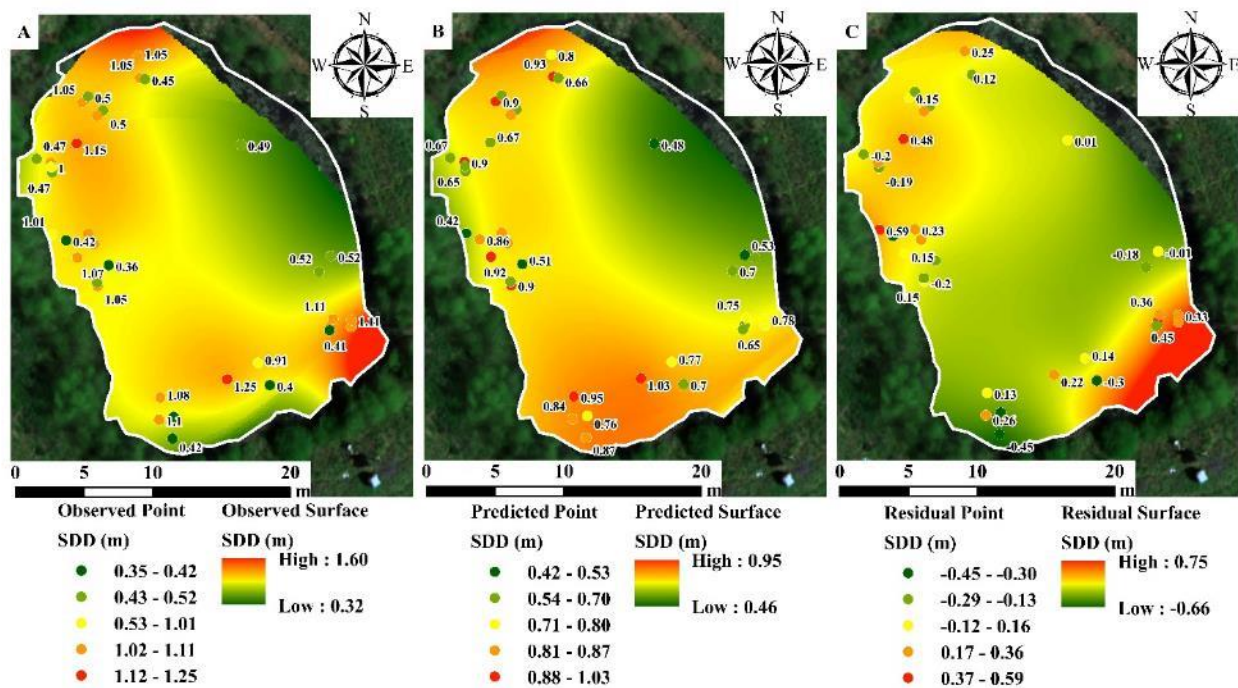 A
N
W
E
S
1.05
1.05
0.45
1.05
0.5
0.5
1.15
0.47
1
0.47
0.49
1.01
0.42
0.36
1.07
1.05
0.52
0.52
1.11
1.11
0.41
0.91
1.25
0.4
1.08
1.1
0.42
0 5 10 20
m
Observed Point
SDD (m)
0.35 - 0.42
0.43 - 0.52
0.53 - 1.01
1.02 - 1.11
1.12 - 1.25
Observed Surface
SDD (m)
High : 1.60
Low : 0.32
B
N
W
E
S
0.8
0.93
0.66
0.9
0.67
0.67
0.9
0.65
0.48
0.42
0.86
0.92
0.51
0.9
0.53
0.7
0.75
0.78
0.65
0.77
1.03
0.7
0.95
0.84
0.76
0.87
0 5 10 20
m
Predicted Point
SDD (m)
0.42 - 0.53
0.54 - 0.70
0.71 - 0.80
0.81 - 0.87
0.88 - 1.03
Predicted Surface
SDD (m)
High : 0.95
Low : 0.46
C
N
W
E
S
0.25
0.12
0.15
0.48
-0.2
-0.19
0.01
0.59
0.23
0.15
-0.2
0.15
-0.18
-0.01
0.36
0.33
0.45
0.14
0.22
-0.3
0.13
0.26
-0.45
0 5 10 20
m
Residual Point
SDD (m)
-0.45 - -0.30
-0.29 - -0.13
-0.12 - 0.16
0.17 - 0.36
0.37 - 0.59
Residual Surface
SDD (m)
High : 0.75
Low : -0.66